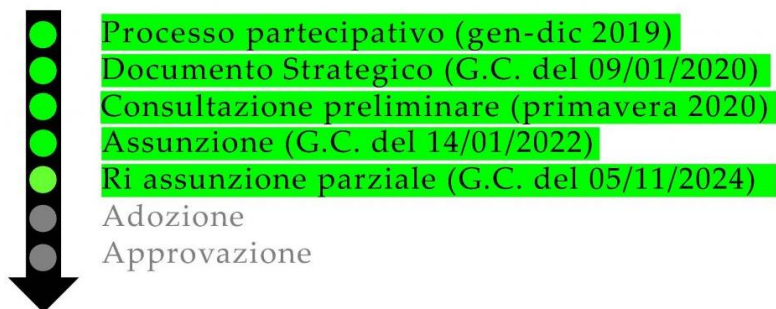 Processo partecipativo (gen-dic 2019)
Documento Strategico (G.C. del 09/01/2020)
Consultazione preliminare (primavera 2020)
Assunzione (G.C. del 14/01/2022)
Ri assunzione parziale (G.C. del 05/11/2024)
Adozione
Approvazione